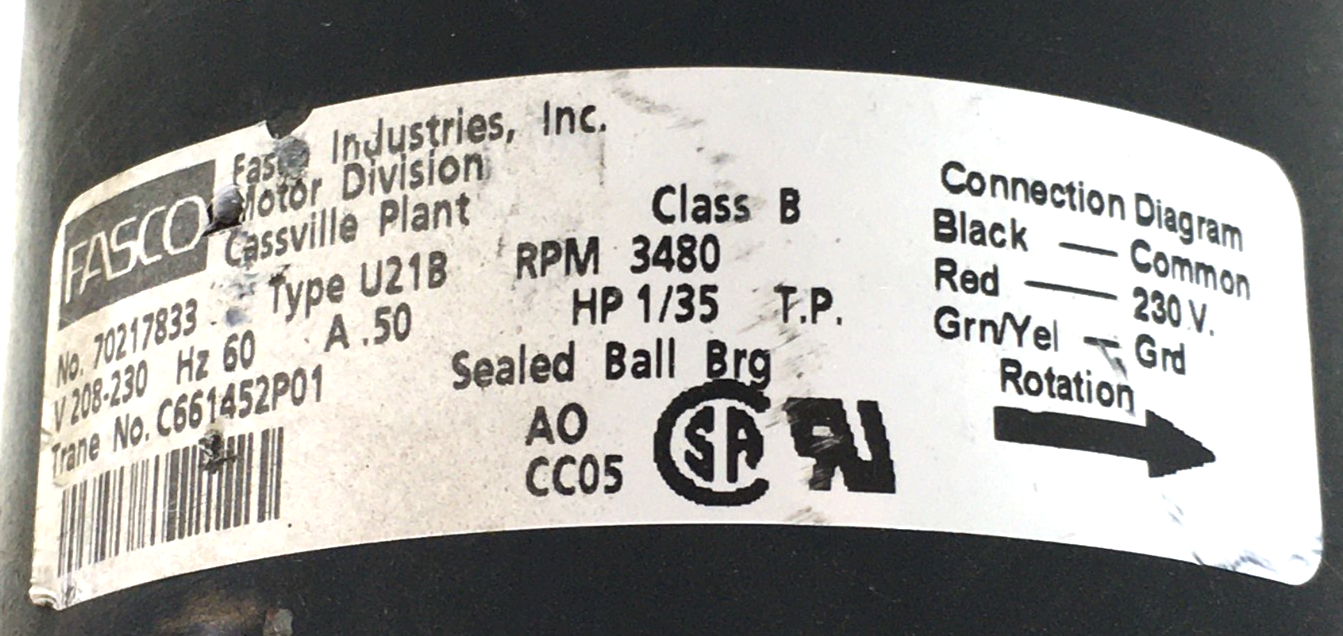 FASCO
Fasco Industries, Inc.
Motor Division
Cassville Plant
No. 70217833 Type U21B
V 208-230 Hz 60 A .50
Trane No. C661452P01
Class B
RPM 3480
HP 1/35 T.P.
Sealed Ball Brg
AO
CC05
CSA
Connection Diagram
Black — Common
Red — 230 V.
Grn/Yel — Grd
Rotation